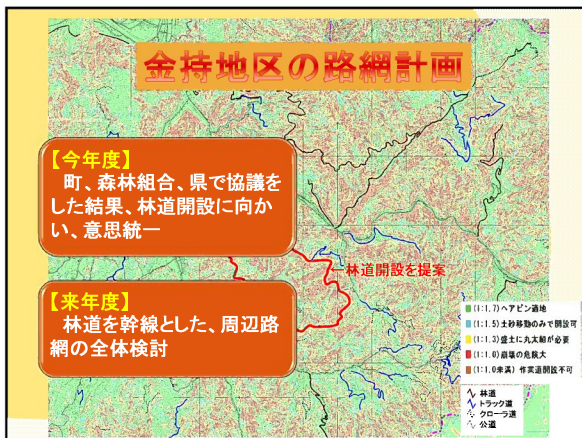 金持地区の路網計画
【今年度】
町、森林組合、県で協議を
した結果、林道開設に向か
い、意思統一
←林道開設を提案
【来年度】
林道を幹線とした、周辺路
網の全体検討
(1:1.7)ヘアピン適地
(1:1.5)土砂移動のみで開設可
(1:1.3)盛土に丸太組が必要
(1:1.0)崩壊の危険大
(1:1.0未満)作業道開設不可
林道
トラック道
クローラ道
公道